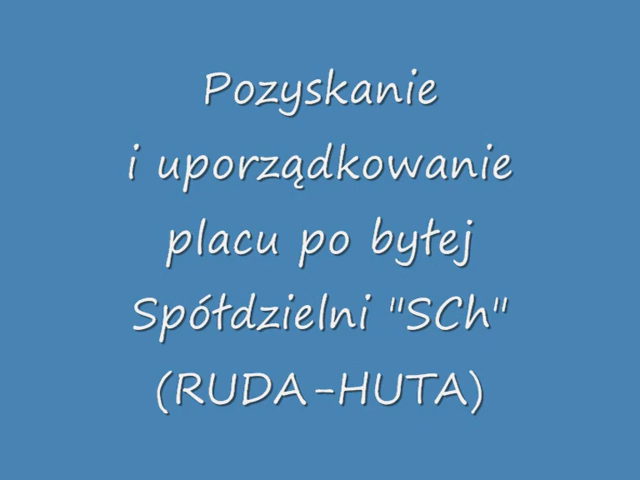 Pozyskanie
i uporządkowanie
placu po byłej
Spółdzielni "SCh"
(RUDA-HUTA)